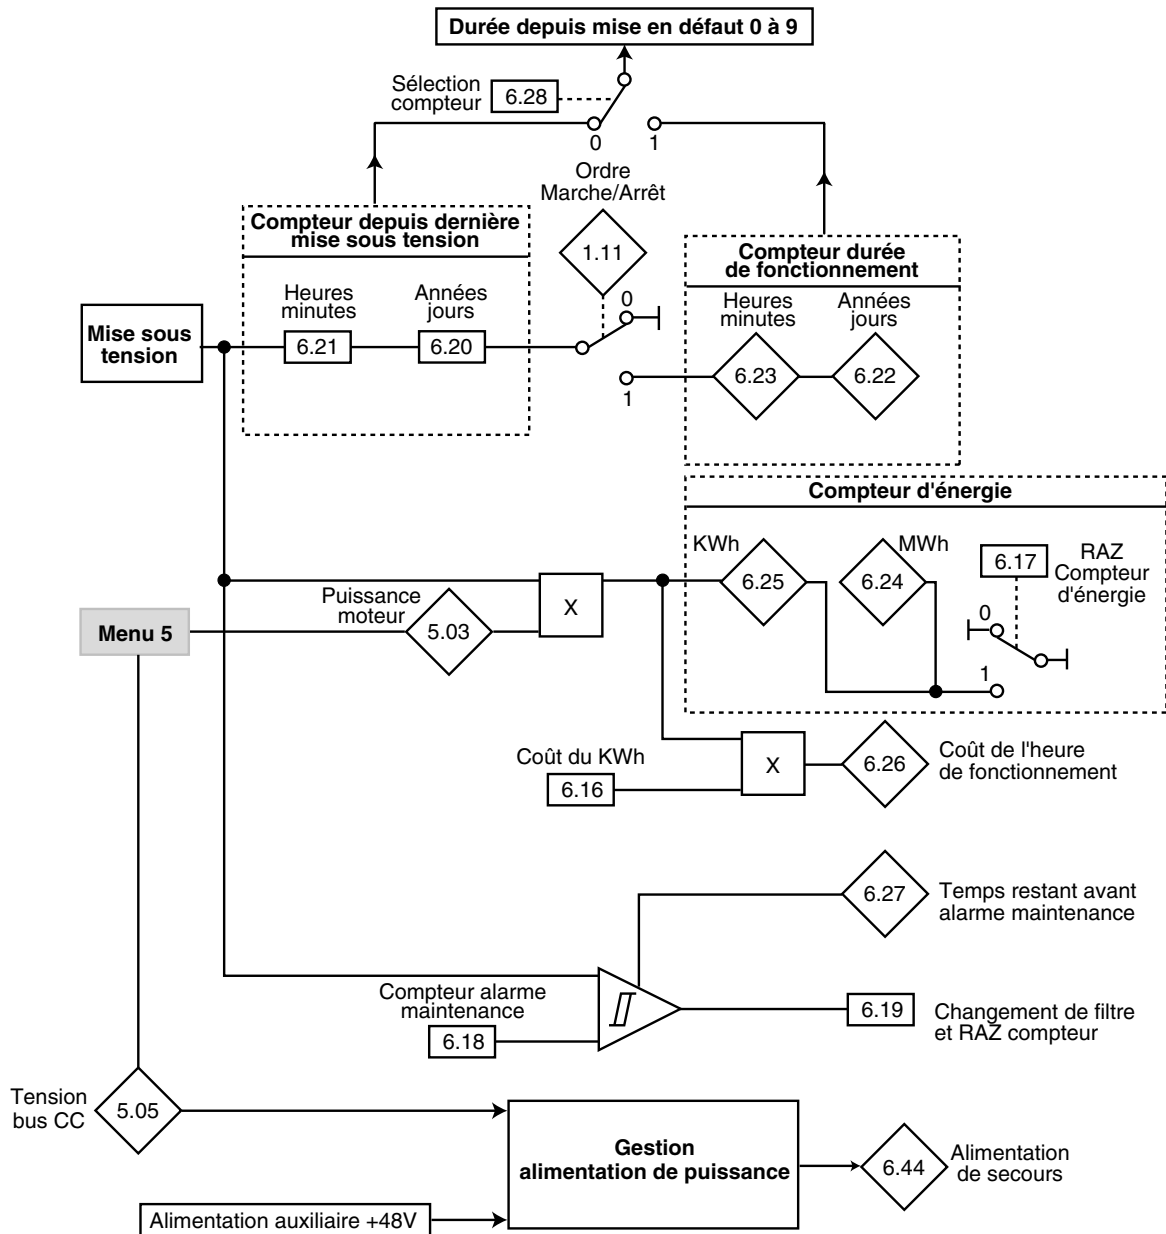 Durée depuis mise en défaut 0 à 9
Sélection
compteur
6.28
0
1
Ordre
Marche/Arrêt
1.11
Compteur depuis dernière
mise sous tension
Heures
minutes
6.21
Années
jours
6.20
Mise sous
tension
0
1
Compteur durée
de fonctionnement
Heures
minutes
6.23
Années
jours
6.22
Compteur d'énergie
KWh
6.25
MWh
6.24
6.17
RAZ
Compteur
d'énergie
0
1
Menu 5
Puissance
moteur
5.03
X
Coût du KWh
6.16
X
6.26
Coût de l'heure
de fonctionnement
6.27
Temps restant avant
alarme maintenance
Compteur alarme
maintenance
6.18
6.19
Changement de filtre
et RAZ compteur
Tension
bus CC
5.05
Gestion
alimentation de puissance
6.44
Alimentation
de secours
Alimentation auxiliaire +48V